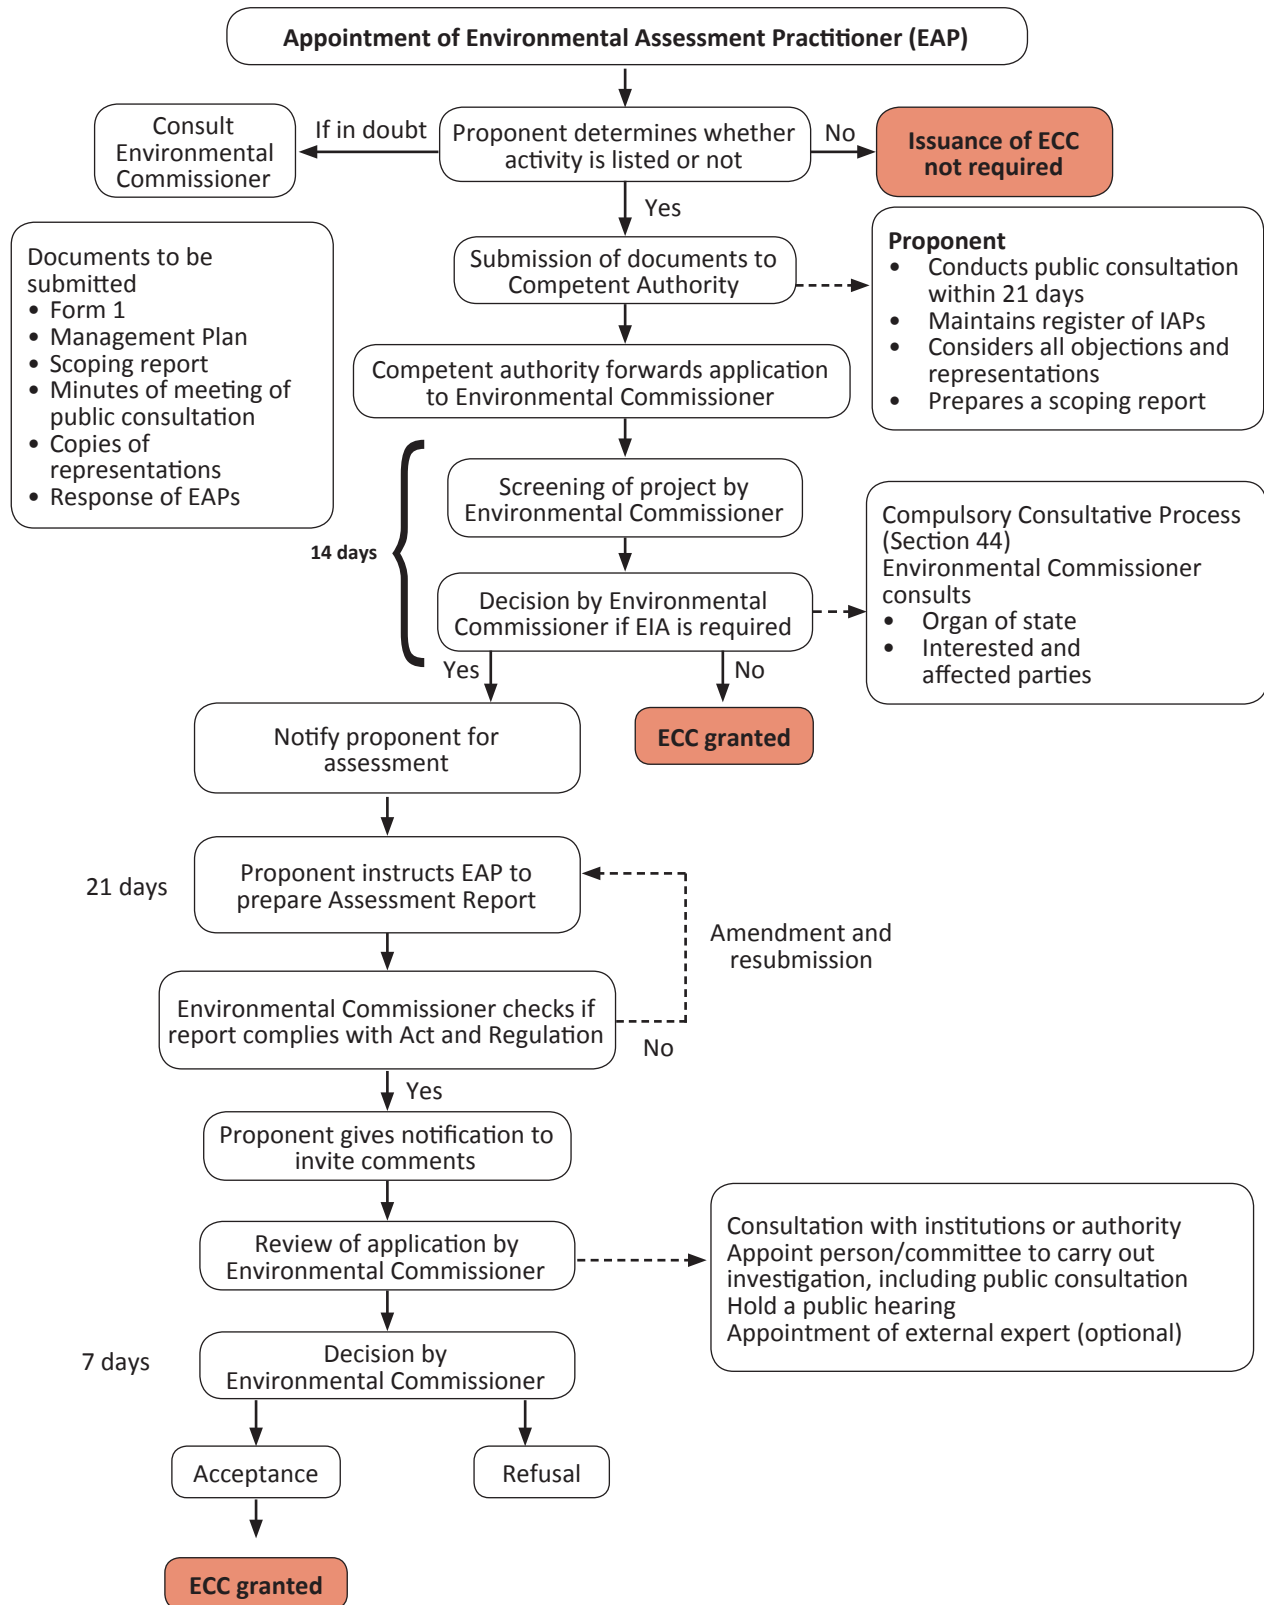 Appointment of Environmental Assessment Practitioner (EAP)
Consult
Environmental
Commissioner
If in doubt
Proponent determines whether
activity is listed or not
No
Issuance of ECC
not required
Yes
Documents to be
submitted
• Form 1
• Management Plan
• Scoping report
• Minutes of meeting of
public consultation
• Copies of
representations
• Response of EAPs
Submission of documents to
Competent Authority
Proponent
• Conducts public consultation
within 21 days
• Maintains register of IAPs
• Considers all objections and
representations
• Prepares a scoping report
Competent authority forwards application
to Environmental Commissioner
14 days
Screening of project by
Environmental Commissioner
Decision by Environmental
Commissioner if EIA is required
Compulsory Consultative Process
(Section 44)
Environmental Commissioner
consults
• Organ of state
• Interested and
affected parties
Yes
No
Notify proponent for
assessment
ECC granted
21 days
Proponent instructs EAP to
prepare Assessment Report
Amendment and
resubmission
Environmental Commissioner checks if
report complies with Act and Regulation
No
Yes
Proponent gives notification to
invite comments
Review of application by
Environmental Commissioner
Consultation with institutions or authority
Appoint person/committee to carry out
investigation, including public consultation
Hold a public hearing
Appointment of external expert (optional)
7 days
Decision by
Environmental Commissioner
Acceptance
Refusal
ECC granted